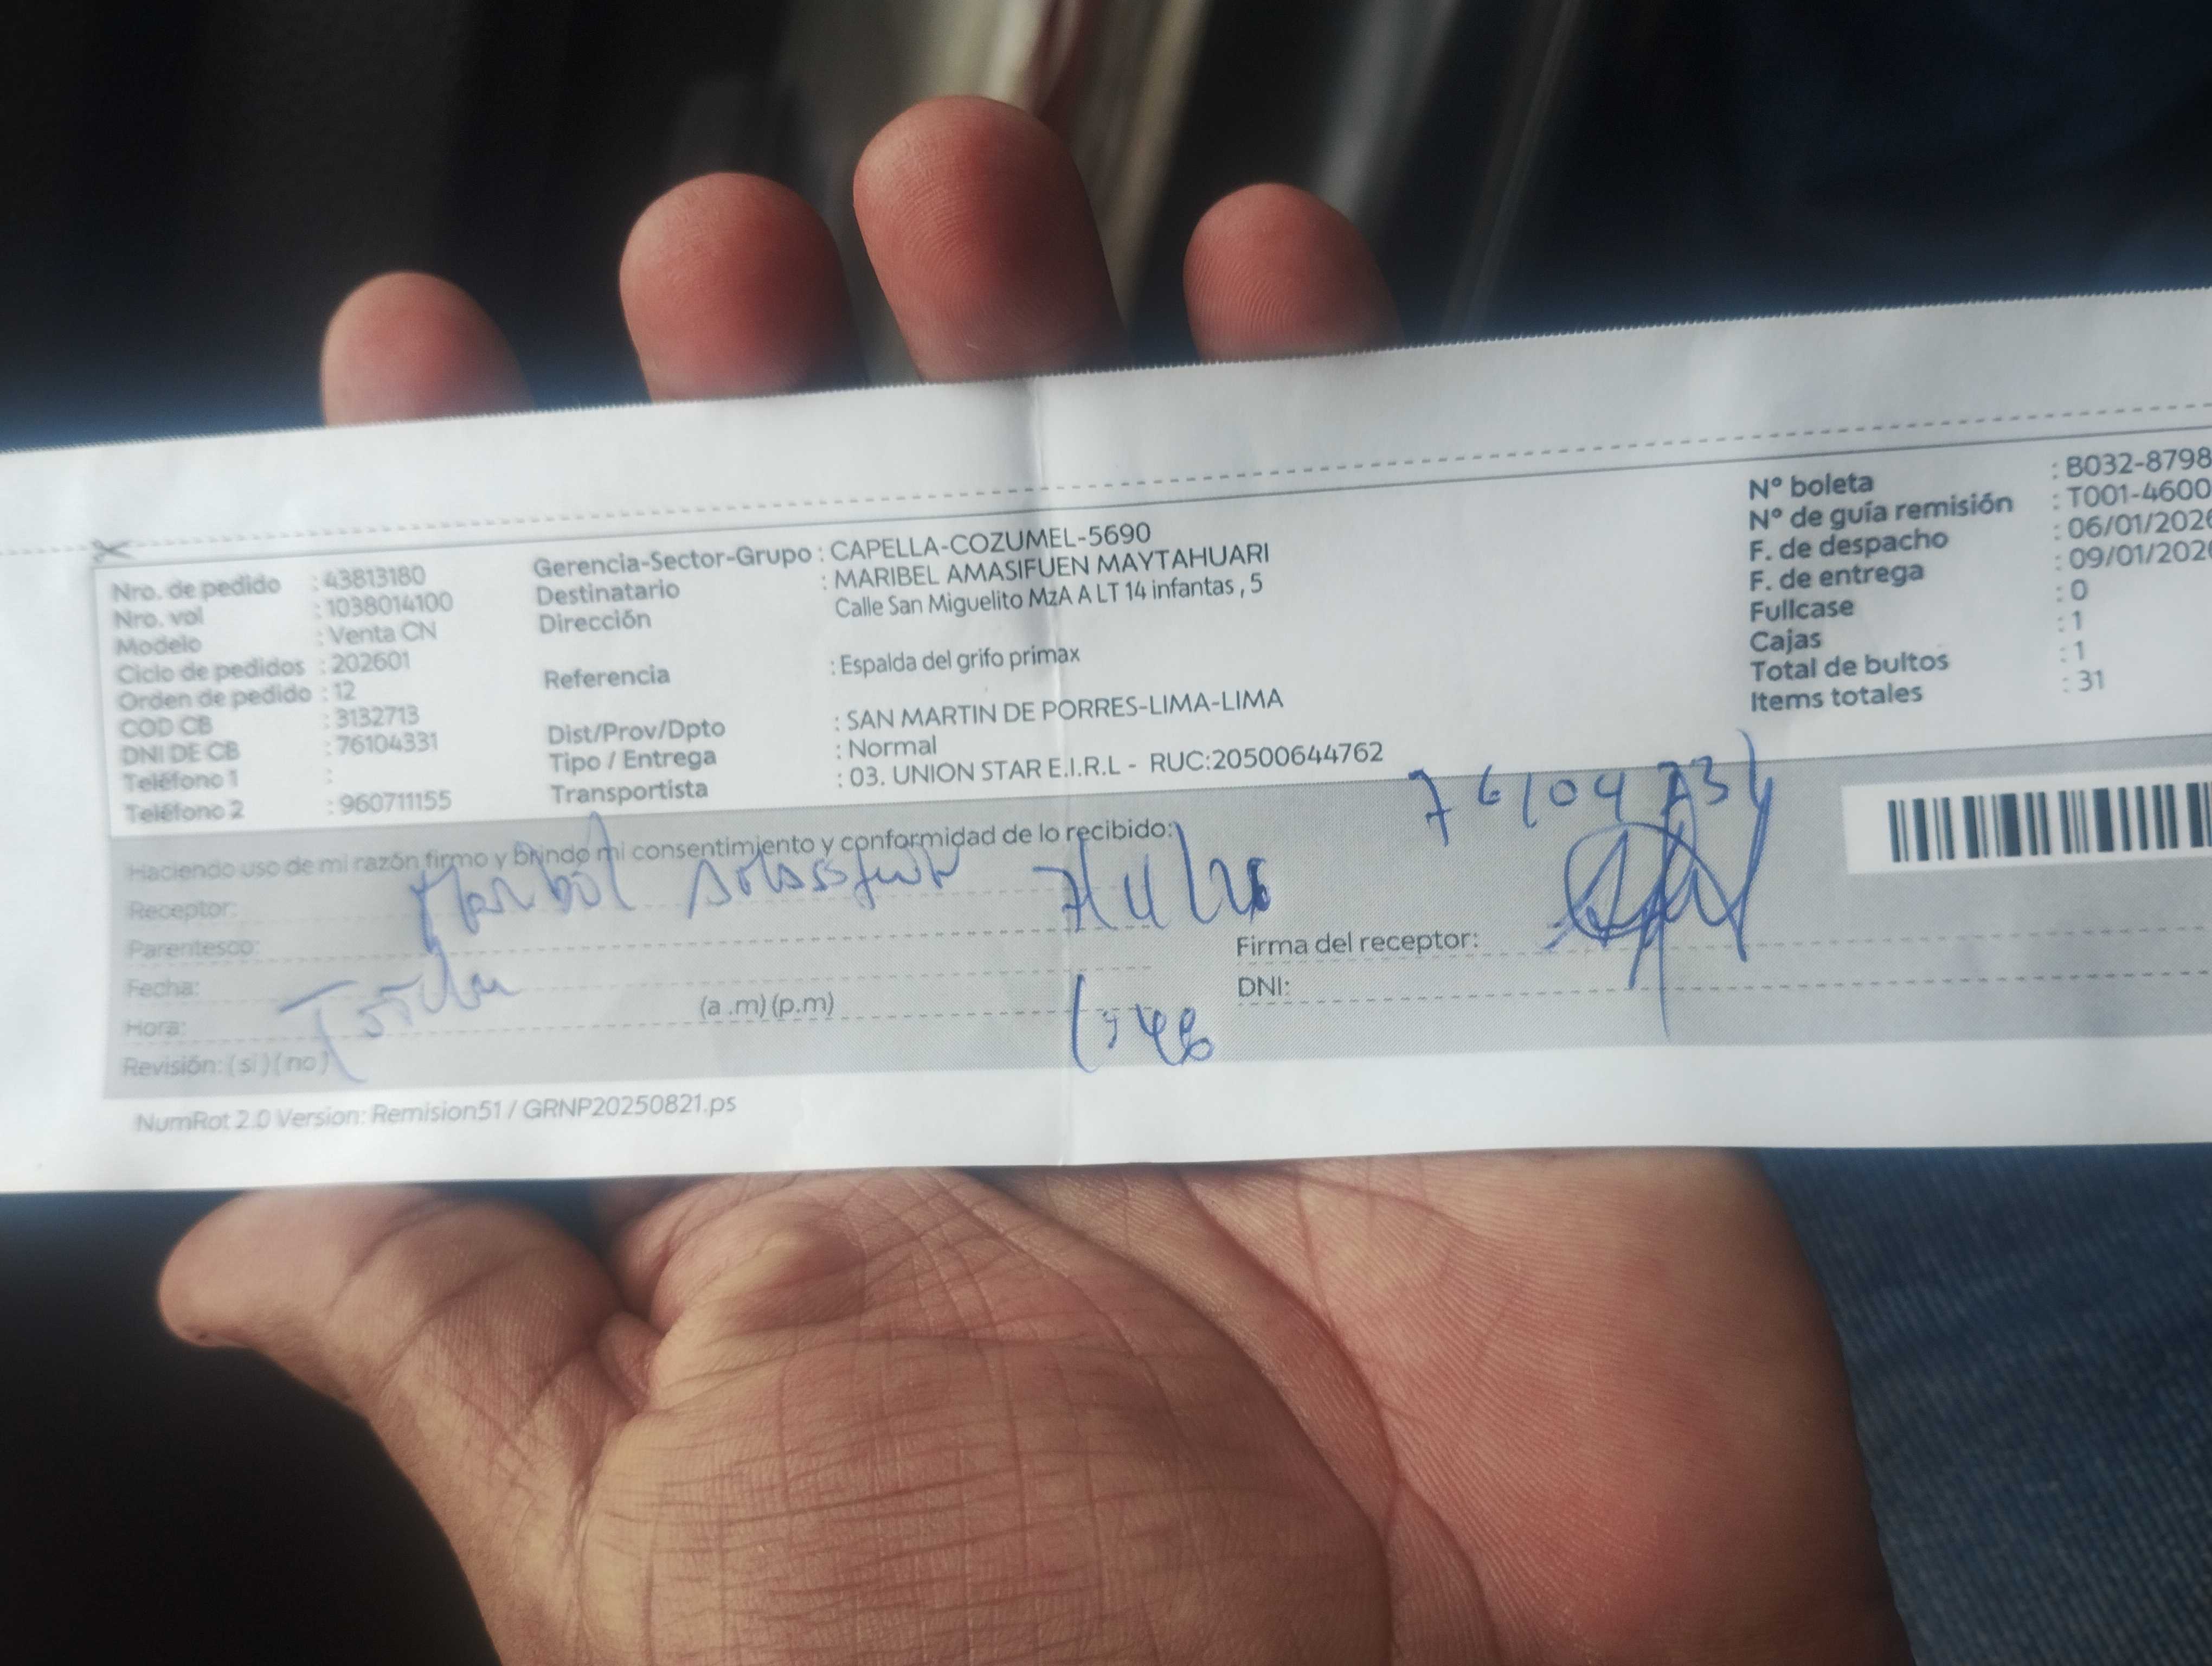 Nro. de pedido : 43813180
Nro. vol : 1038014100
Modelo : Venta CN
Ciclo de pedidos : 202601
Orden de pedido : 12
COD CB : 3132713
DNI DE CB : 76104331
Teléfono 1 :
Teléfono 2 : 960711155
Gerencia-Sector-Grupo : CAPELLA-COZUMEL-5690
Destinatario : MARIBEL AMASIFUEN MAYTAHUARI
Dirección Calle San Miguelito MzA A LT 14 infantas , 5
Referencia : Espalda del grifo primax
Dist/Prov/Dpto : SAN MARTIN DE PORRES-LIMA-LIMA
Tipo / Entrega : Normal
Transportista : 03. UNION STAR E.I.R.L - RUC:20500644762
Nº boleta : B032-8798
Nº de guía remisión : T001-4600
F. de despacho : 06/01/2026
F. de entrega : 09/01/2026
Fullcase : 0
Cajas : 1
Total de bultos : 1
Items totales : 31
Haciendo uso de mi razón firmo y brindo mi consentimiento y conformidad de lo recibido:
Receptor:
Parentesco:
Fecha:
Hora: (a .m) (p.m)
Revisión: ( si ) ( no )
Firma del receptor:
DNI:
NumRot 2.0 Version: Remision51 / GRNP20250821.ps